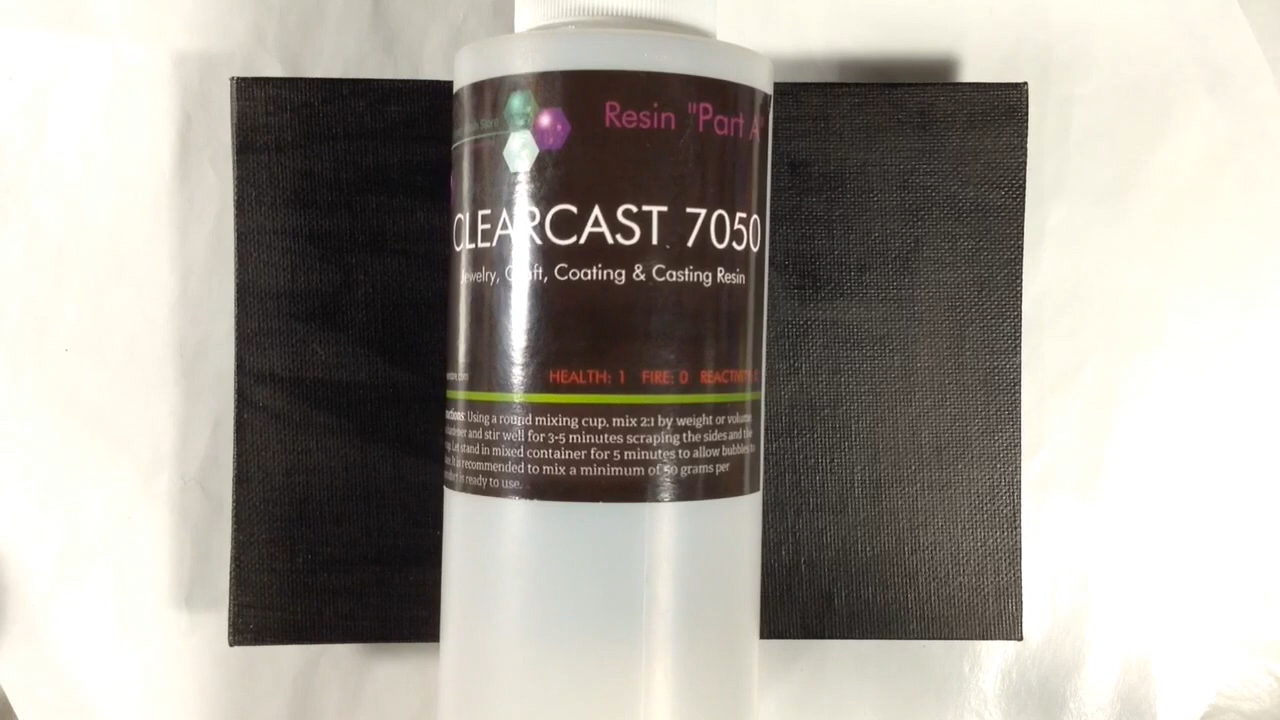 Resin "Part A"
CLEARCAST 7050
Jewelry, Craft, Coating & Casting Resin
HEALTH: 1 FIRE: 0
Using a round mixing cup, mix 2:1 by weight or volume
and stir well for 3-5 minutes scraping the sides and the
Let stand in mixed container for 5 minutes to allow bubbles
It is recommended to mix a minimum of 50 grams per
is ready to use.